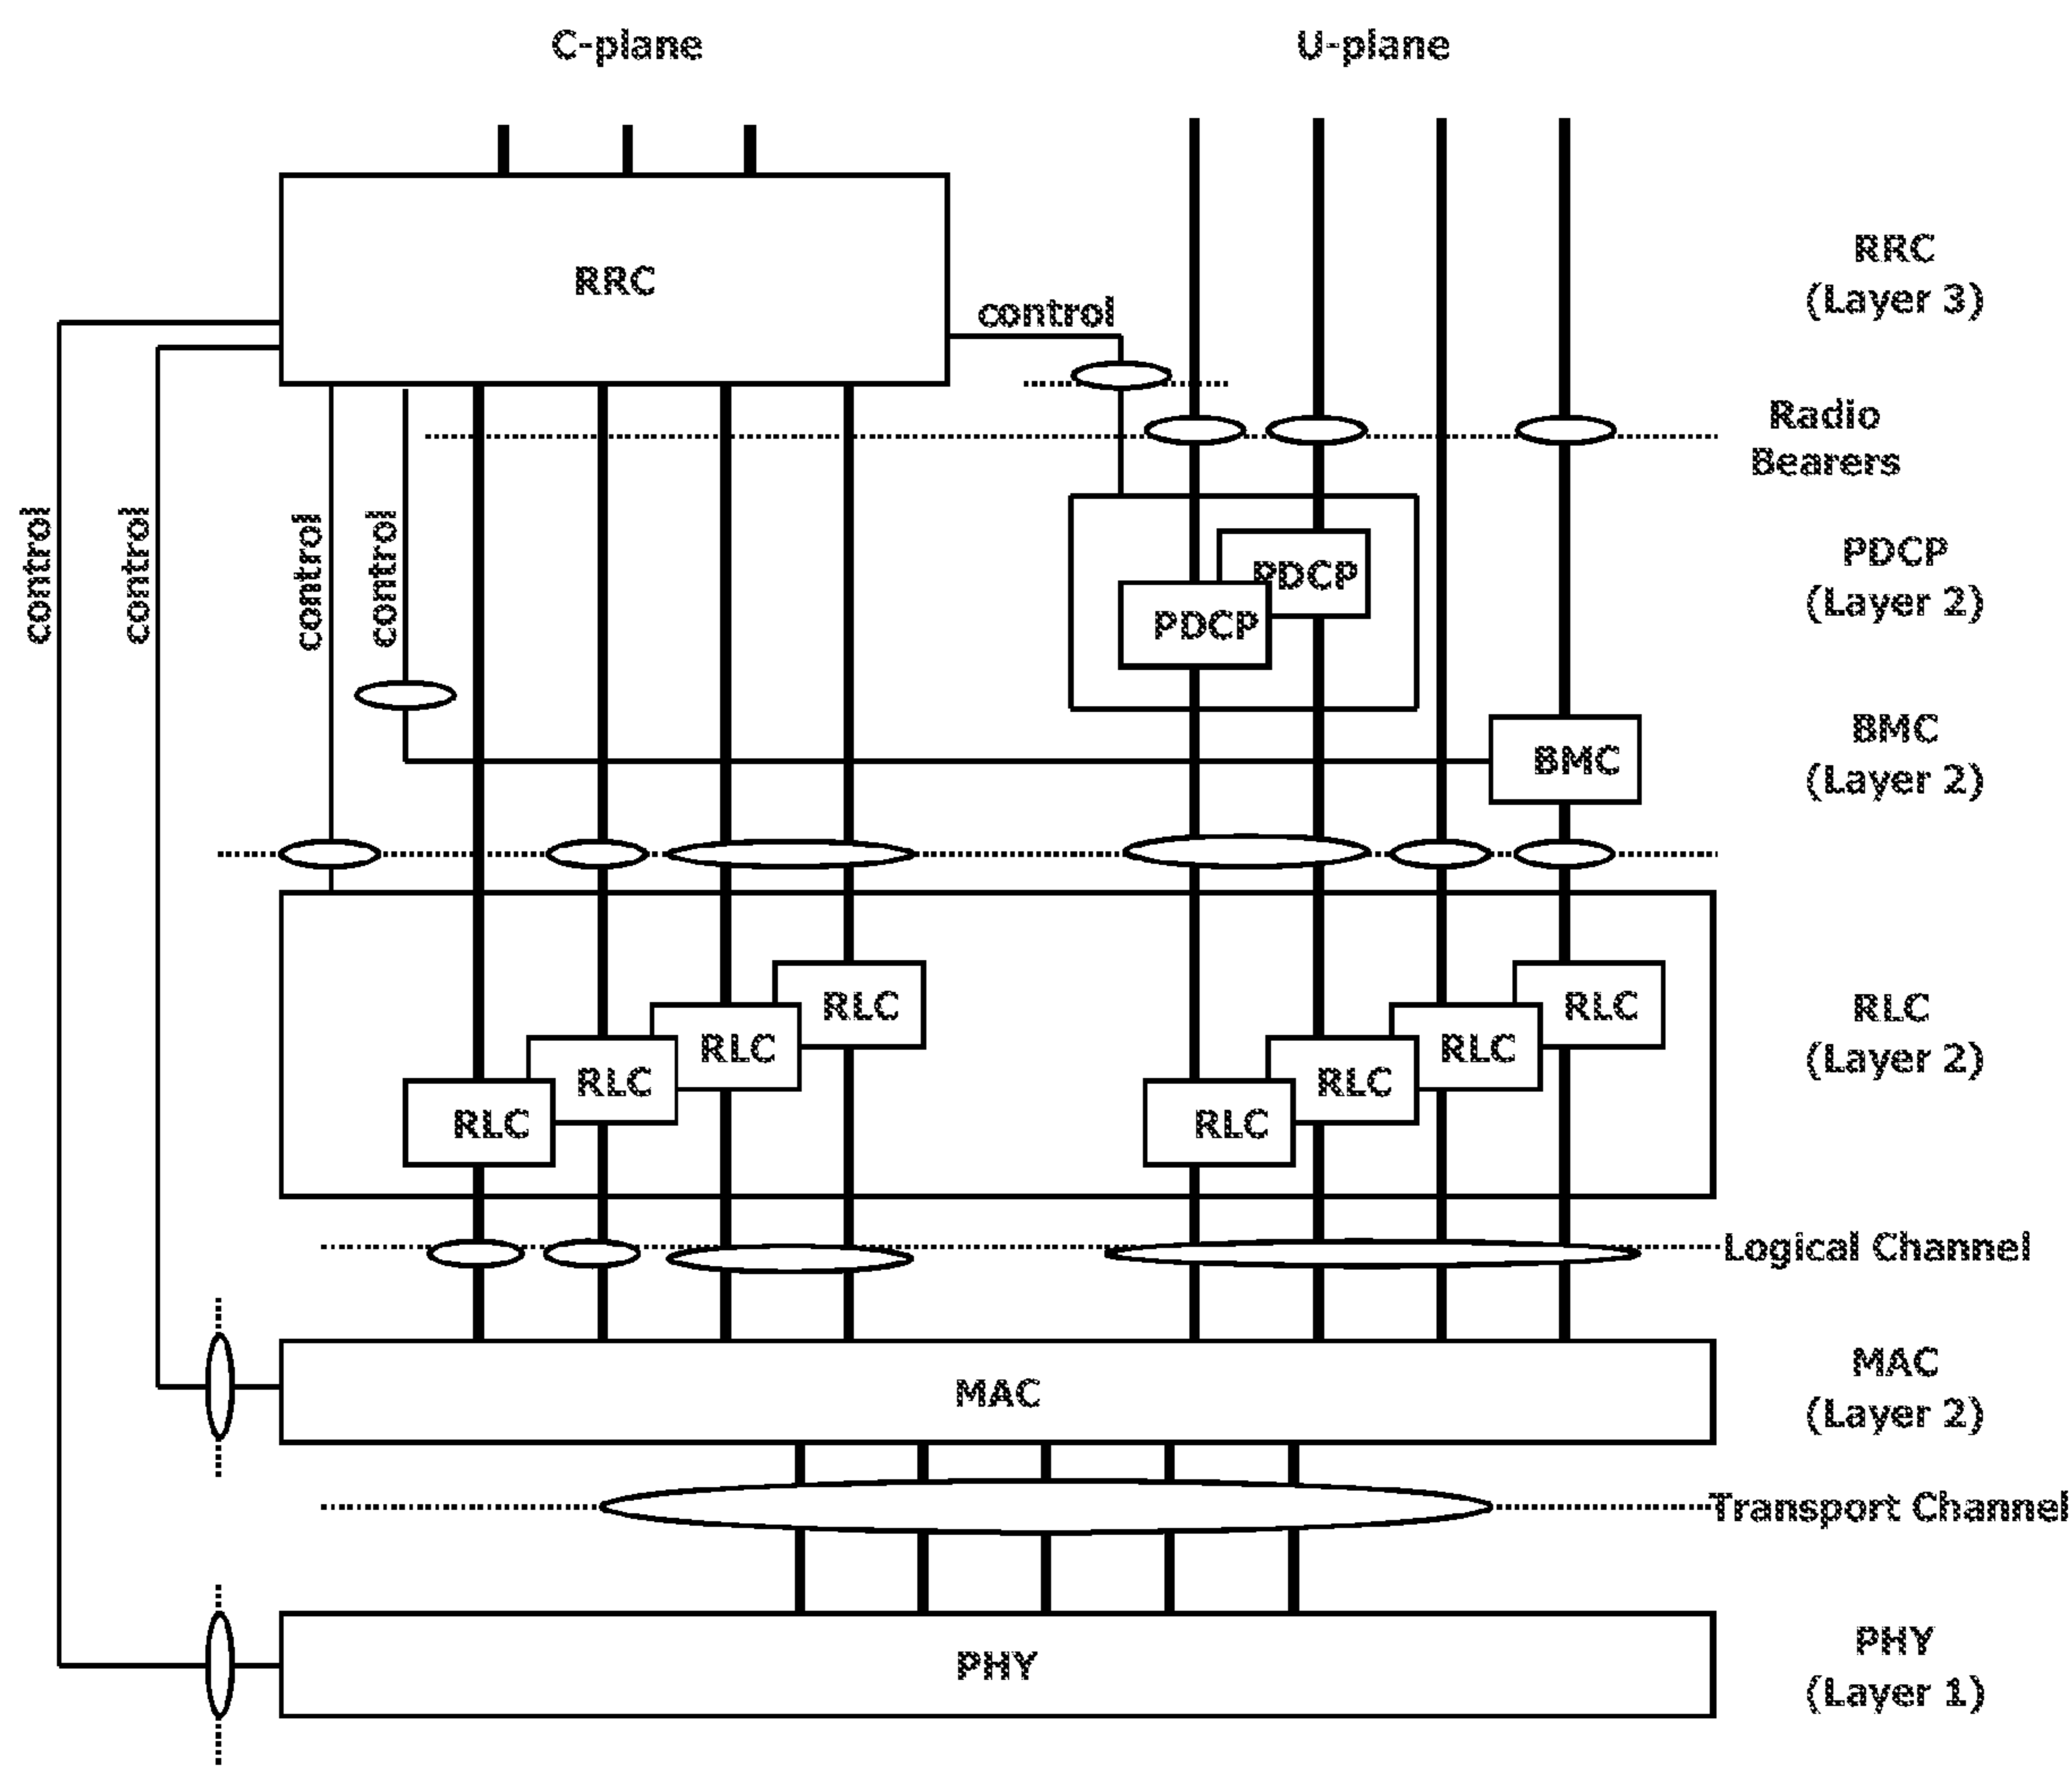 C-plane
U-plane
RRC
control
RRC
(Layer 3)
Radio
Bearers
control
control
control
control
PDCP
PDCP
PDCP
(Layer 2)
BMC
BMC
(Layer 2)
RLC
RLC
RLC
RLC
RLC
RLC
RLC
RLC
RLC
(Layer 2)
Logical Channel
MAC
MAC
(Layer 2)
Transport Channel
PHY
PHY
(Layer 1)